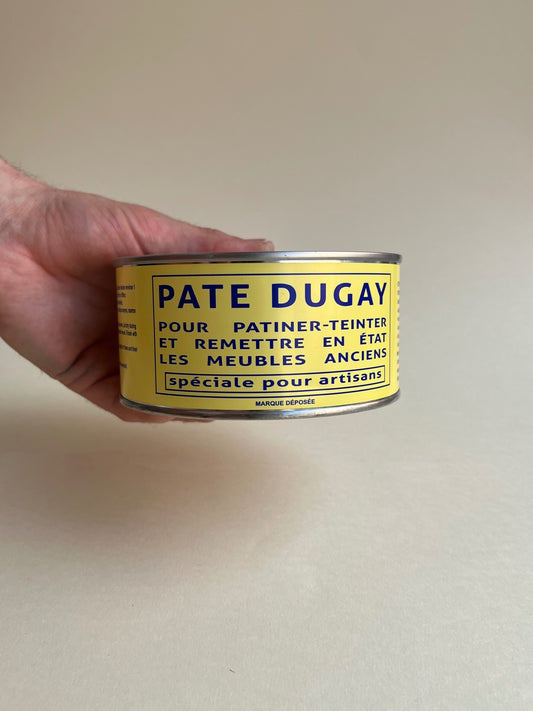 PATE DUGAY
POUR PATINER-TEINTER
ET REMETTRE EN ÉTAT
LES MEUBLES ANCIENS
spéciale pour artisans
MARQUE DÉPOSÉE